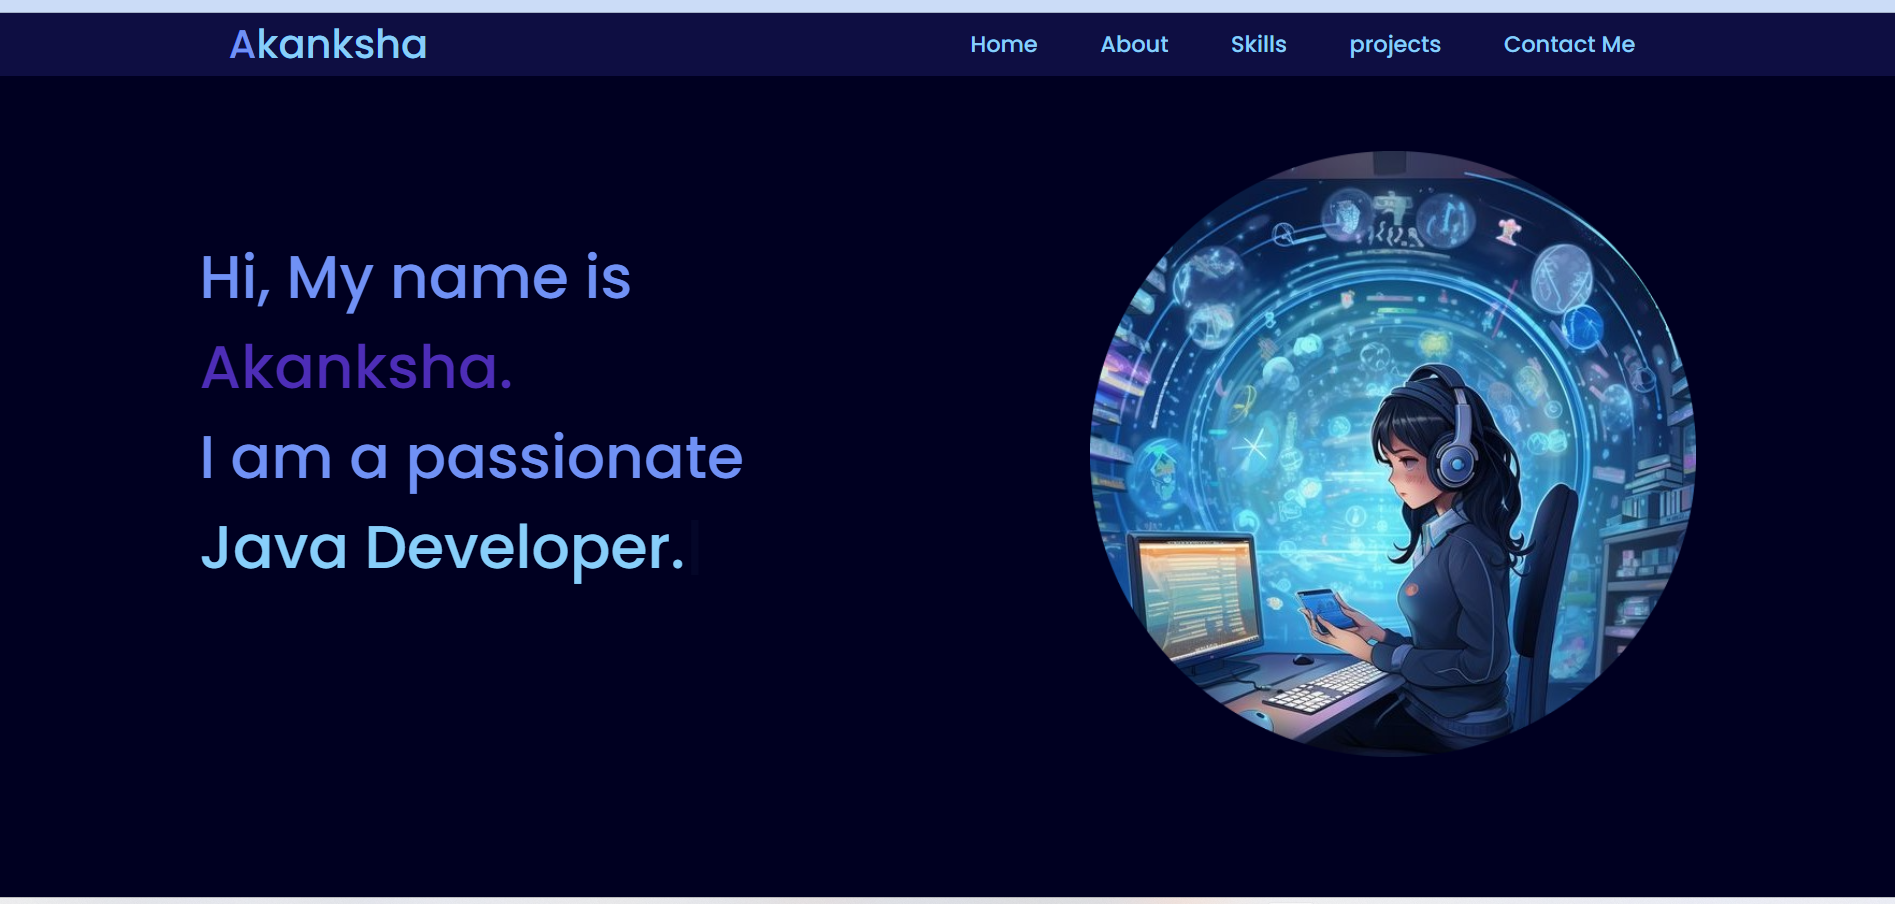 Akanksha
Home About Skills projects Contact Me
Hi, My name is
Akanksha.
I am a passionate
Java Developer.